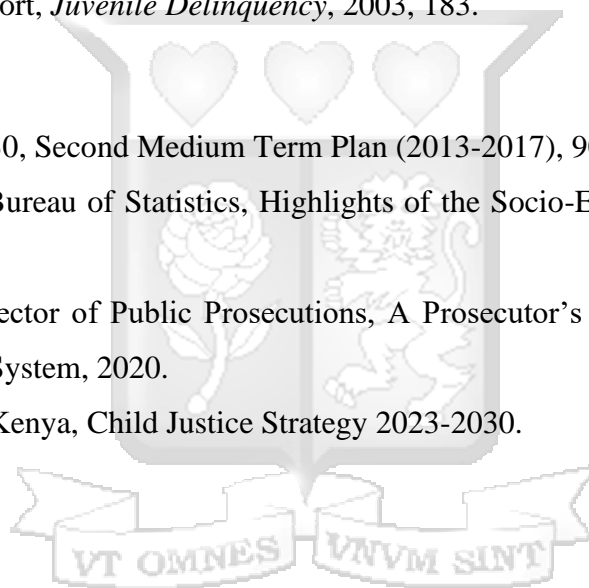 ort, Juvenile Delinquency, 2003, 183.
0, Second Medium Term Plan (2013-2017), 90
Bureau of Statistics, Highlights of the Socio-E
ector of Public Prosecutions, A Prosecutor’s
System, 2020.
Kenya, Child Justice Strategy 2023-2030.
VT OMNES VNVM SINT